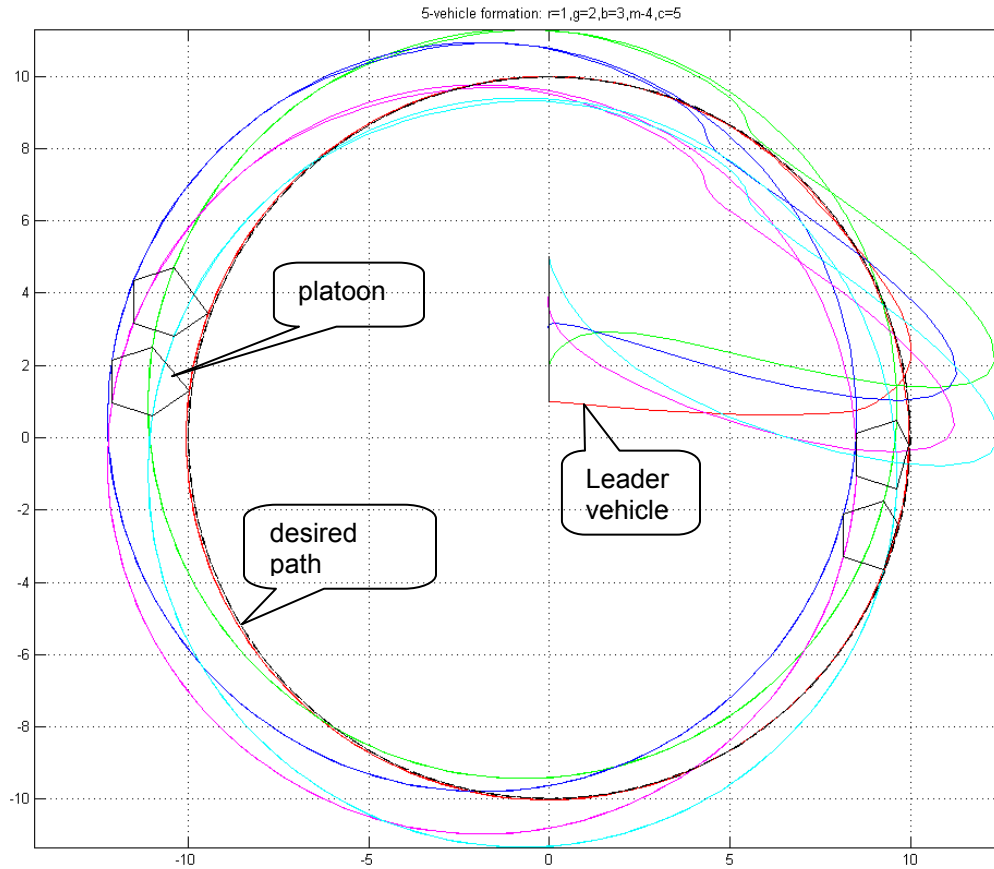 5-vehicle formation: r=1,g=2,b=3,m-4,c=5
10
8
6
4
2
0
-2
-4
-6
-8
-10
platoon
Leader
vehicle
desired
path
-10
-5
0
5
10